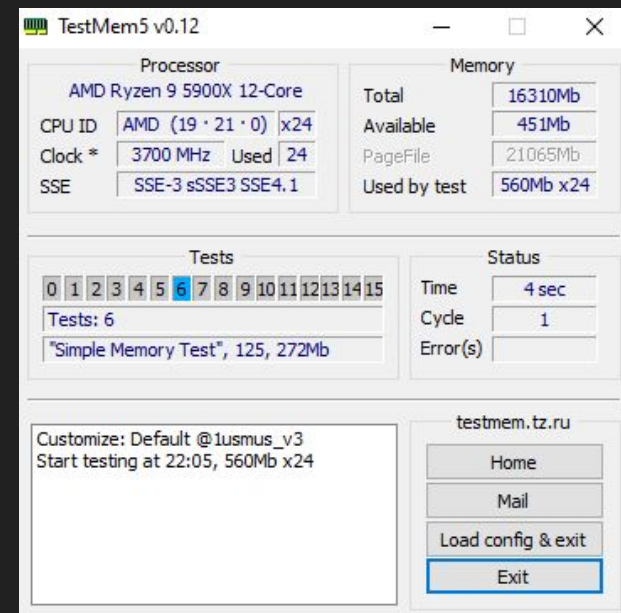 TestMem5 v0.12
Processor
AMD Ryzen 9 5900X 12-Core
CPU ID AMD (19 · 21 · 0) x24
Clock * 3700 MHz Used 24
SSE SSE-3 sSSE3 SSE4.1
Memory
Total 16310Mb
Available 451Mb
PageFile 21065Mb
Used by test 560Mb x24
Tests
0 1 2 3 4 5 6 7 8 9 10 11 12 13 14 15
Tests: 6
"Simple Memory Test", 125, 272Mb
Status
Time 4 sec
Cycle 1
Error(s)
Customize: Default @1usmus_v3
Start testing at 22:05, 560Mb x24
testmem.tz.ru
Home
Mail
Load config & exit
Exit